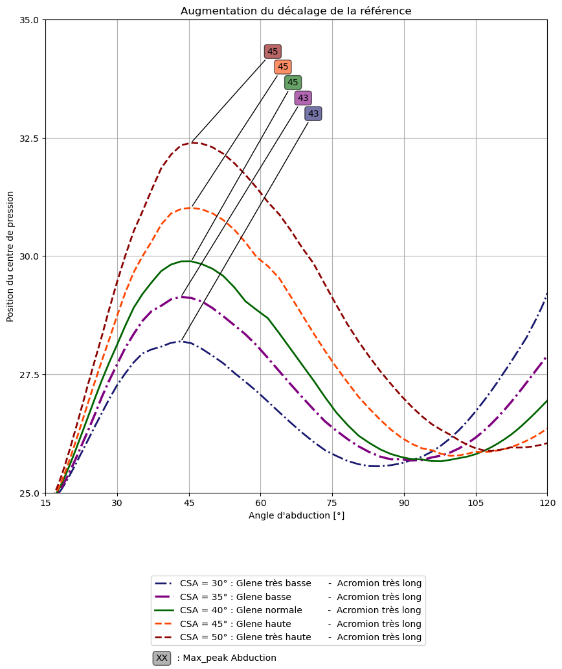 Augmentation du décalage de la référence
35.0
32.5
30.0
27.5
25.0
Position du centre de pression
45
45
45
43
43
15 30 45 60 75 90 105 120
Angle d'abduction [°]
CSA = 30° : Glene très basse - Acromion très long
CSA = 35° : Glene basse - Acromion très long
CSA = 40° : Glene normale - Acromion très long
CSA = 45° : Glene haute - Acromion très long
CSA = 50° : Glene très haute - Acromion très long
XX : Max_peak Abduction